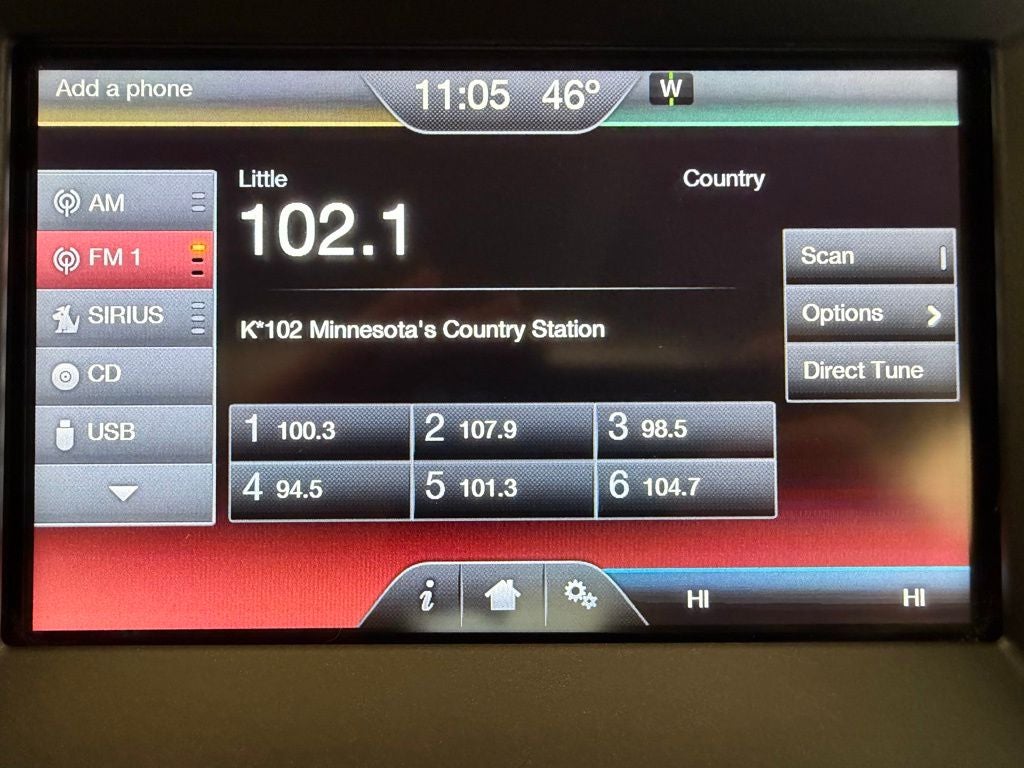 Add a phone
11:05 46° W
Little
Country
102.1
K*102 Minnesota's Country Station
AM
FM 1
SIRIUS
CD
USB
Scan
Options
Direct Tune
1 100.3
2 107.9
3 98.5
4 94.5
5 101.3
6 104.7
i
HI
HI